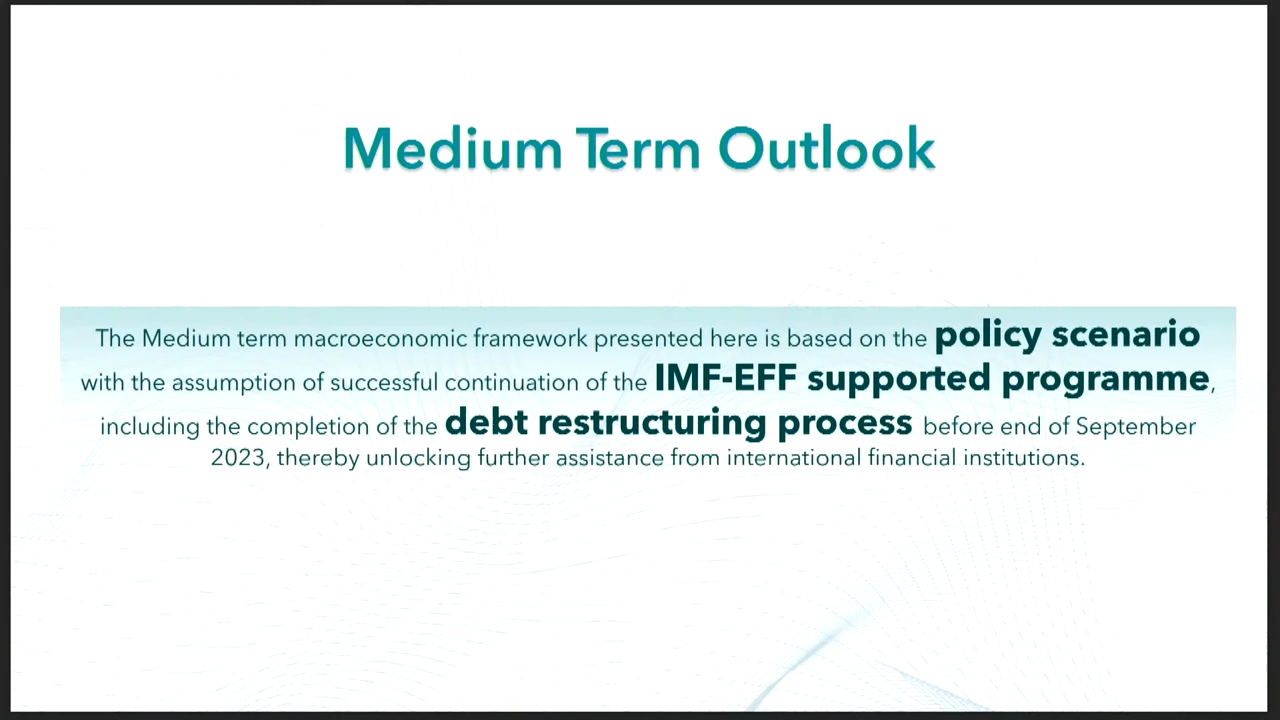 Medium Term Outlook
The Medium term macroeconomic framework presented here is based on the policy scenario
with the assumption of successful continuation of the IMF-EFF supported programme,
including the completion of the debt restructuring process before end of September
2023, thereby unlocking further assistance from international financial institutions.